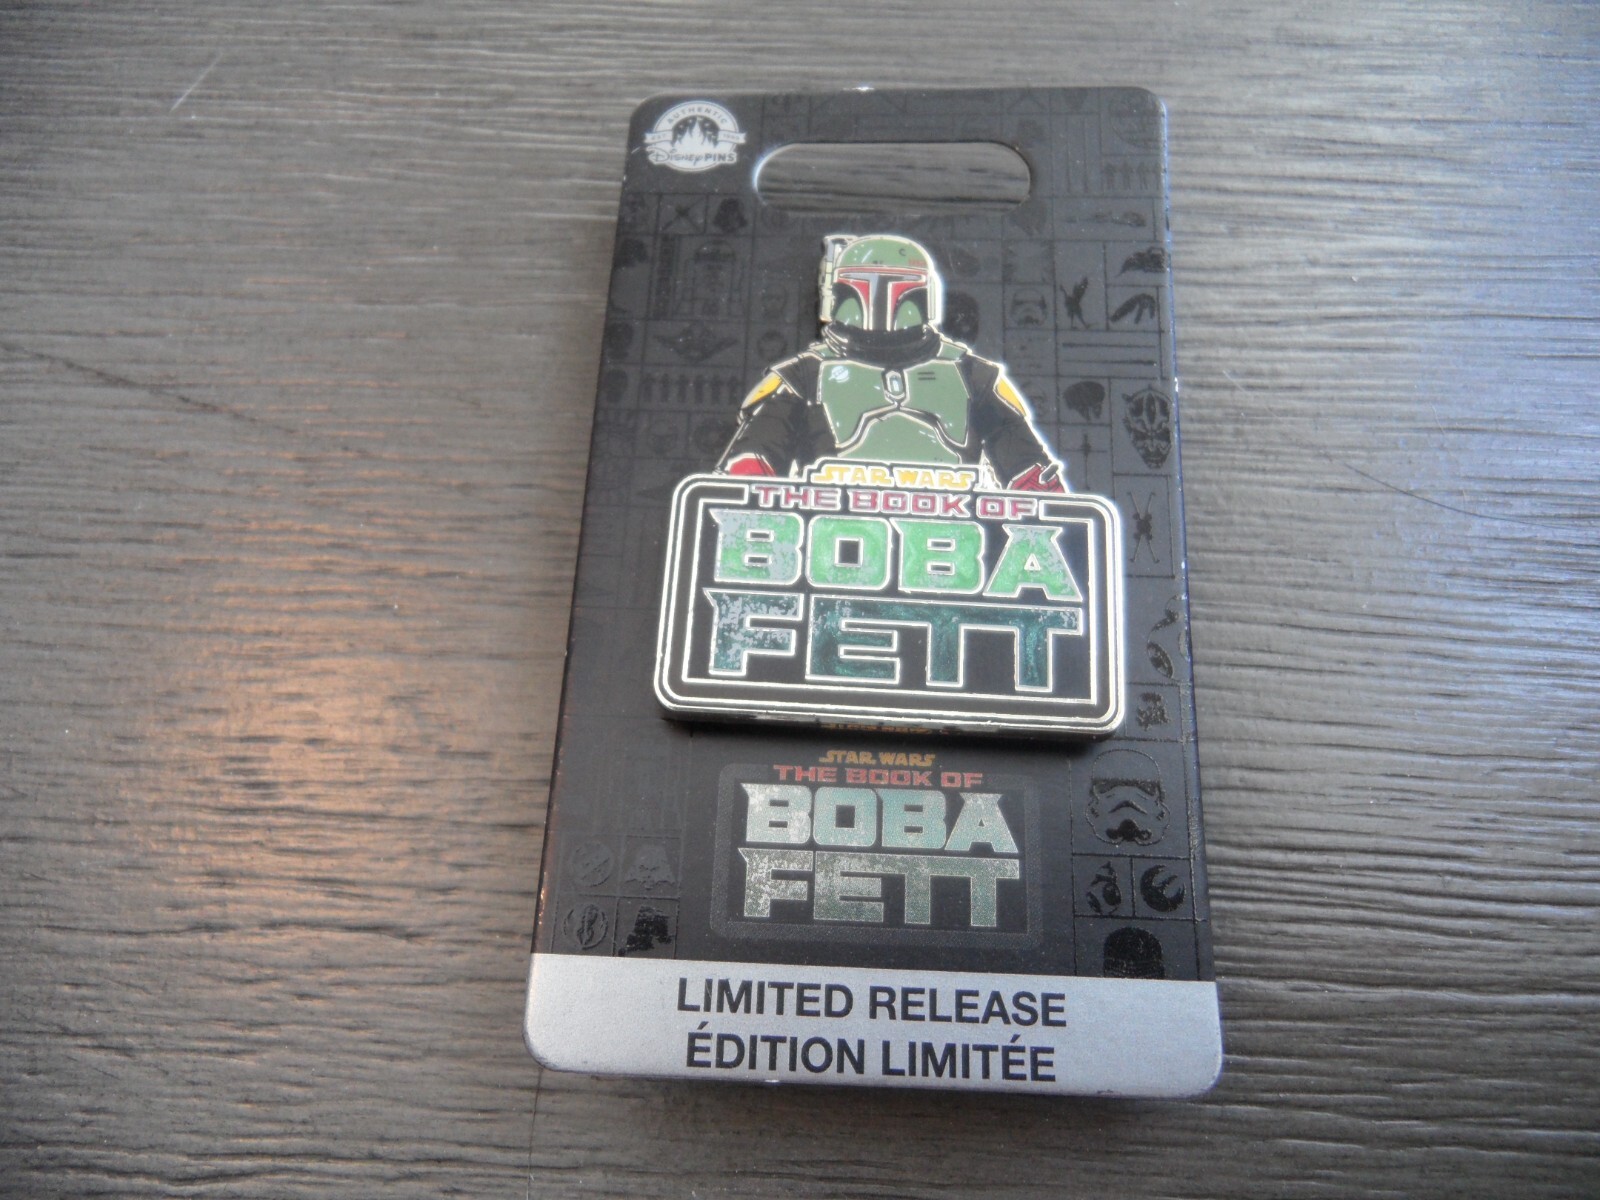 AUTHENTIC
Disney PINS
STAR WARS
THE BOOK OF
BOBA
FETT
STAR WARS
THE BOOK OF
BOBA
FETT
LIMITED RELEASE
ÉDITION LIMITÉE